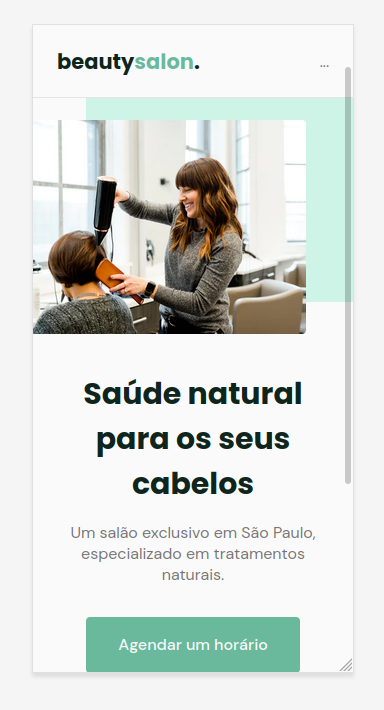 beautysalon.
...
Saúde natural
para os seus
cabelos
Um salão exclusivo em São Paulo,
especializado em tratamentos
naturais.
Agendar um horário